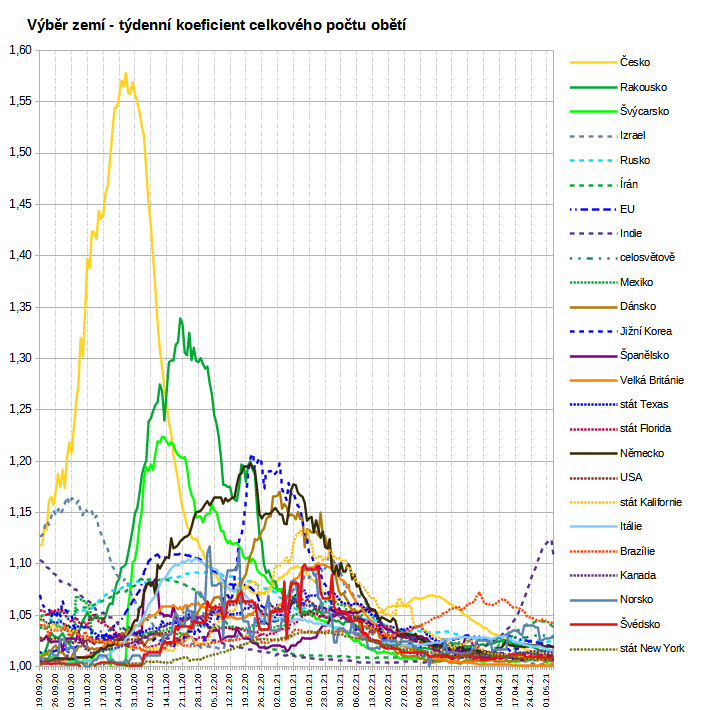 Výběr zemí - týdenní koeficient celkového počtu obětí
1,60
1,55
1,50
1,45
1,40
1,35
1,30
1,25
1,20
1,15
1,10
1,05
1,00
19.09.20
26.09.20
03.10.20
10.10.20
17.10.20
24.10.20
31.10.20
07.11.20
14.11.20
21.11.20
28.11.20
05.12.20
12.12.20
19.12.20
26.12.20
02.01.21
09.01.21
16.01.21
23.01.21
30.01.21
06.02.21
13.02.21
20.02.21
27.02.21
06.03.21
13.03.21
20.03.21
27.03.21
03.04.21
10.04.21
17.04.21
24.04.21
01.05.21
Česko
Rakousko
Švýcarsko
Izrael
Rusko
Írán
EU
Indie
celosvětově
Mexiko
Dánsko
Jižní Korea
Španělsko
Velká Británie
stát Texas
stát Florida
Německo
USA
stát Kalifornie
Itálie
Brazílie
Kanada
Norsko
Švédsko
stát New York